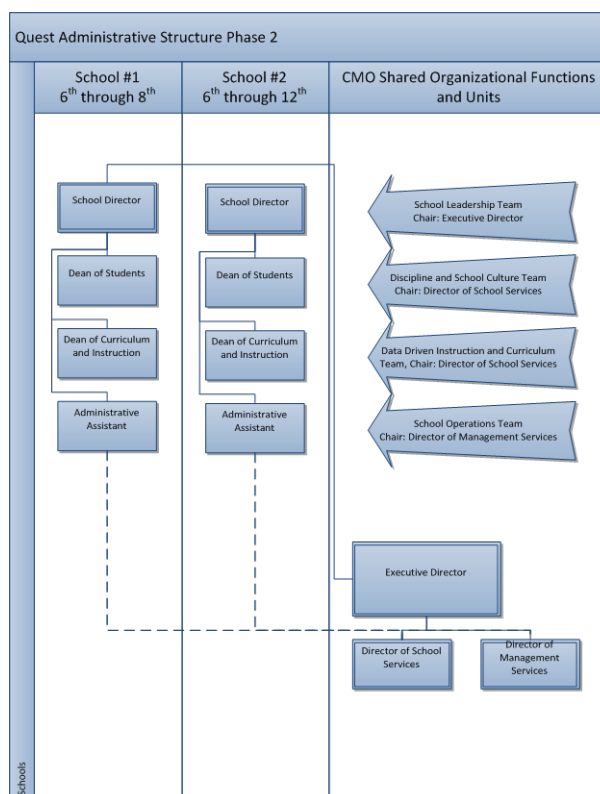 Quest Administrative Structure Phase 2
School #1
6th through 8th
School #2
6th through 12th
CMO Shared Organizational Functions
and Units
School Director
Dean of Students
Dean of Curriculum
and Instruction
Administrative
Assistant
School Director
Dean of Students
Dean of Curriculum
and Instruction
Administrative
Assistant
School Leadership Team
Chair: Executive Director
Discipline and School Culture Team
Chair: Director of School Services
Data Driven Instruction and Curriculum
Team, Chair: Director of School Services
School Operations Team
Chair: Director of Management Services
Executive Director
Director of School
Services
Director of
Management
Services
Schools